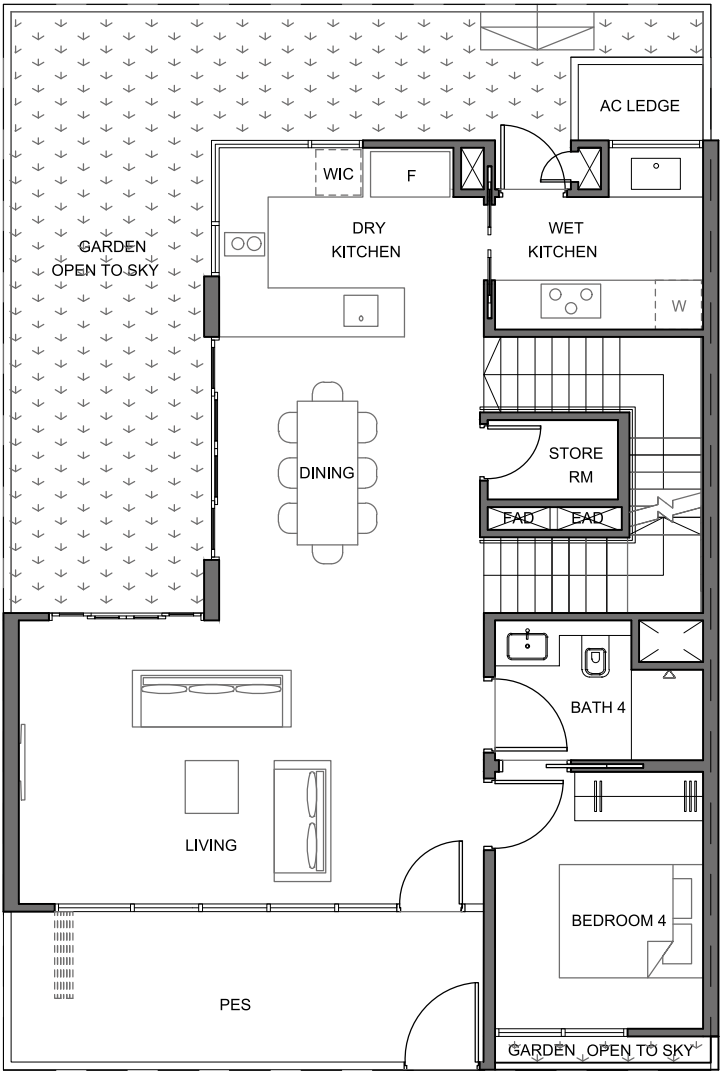 AC LEDGE
WIC
F
DRY
KITCHEN
WET
KITCHEN
GARDEN
OPEN TO SKY
W
STORE
RM
DINING
FAD
EAD
BATH 4
LIVING
BEDROOM 4
PES
GARDEN OPEN TO SKY